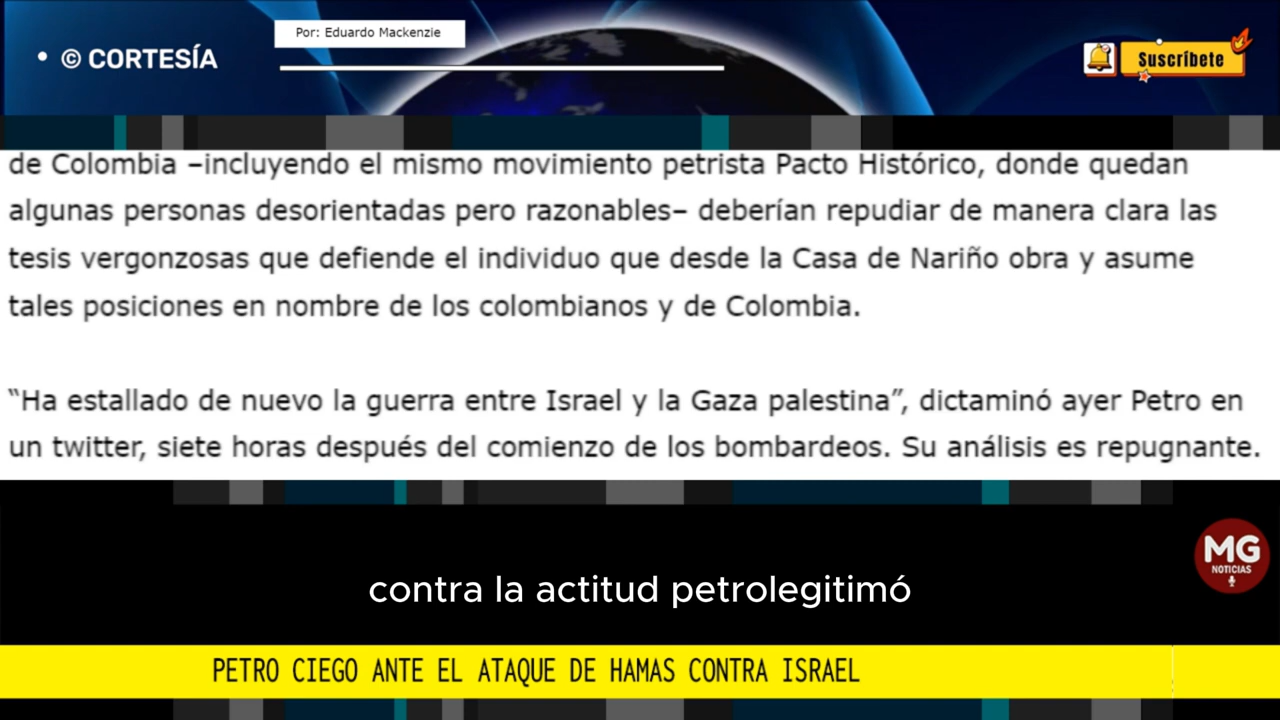 Por: Eduardo Mackenzie
• © CORTESÍA
Suscríbete
de Colombia –incluyendo el mismo movimiento petrista Pacto Histórico, donde quedan
algunas personas desorientadas pero razonables– deberían repudiar de manera clara las
tesis vergonzosas que defiende el individuo que desde la Casa de Nariño obra y asume
tales posiciones en nombre de los colombianos y de Colombia.
“Ha estallado de nuevo la guerra entre Israel y la Gaza palestina”, dictaminó ayer Petro en
un twitter, siete horas después del comienzo de los bombardeos. Su análisis es repugnante.
MG
NOTICIAS
contra la actitud petrolegitimó
PETRO CIEGO ANTE EL ATAQUE DE HAMAS CONTRA ISRAEL